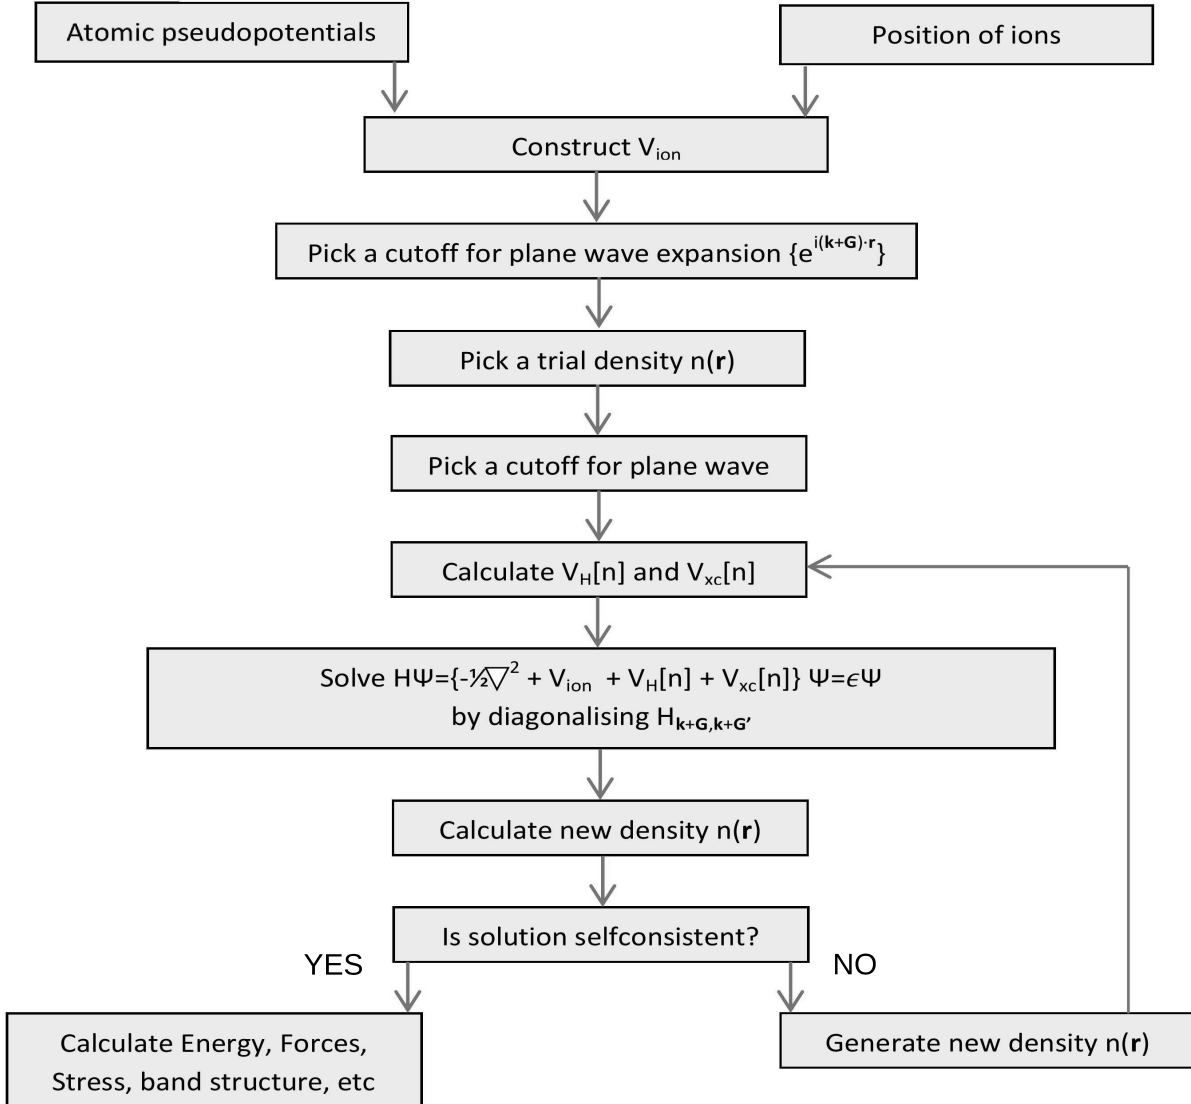 Atomic pseudopotentials
Position of ions
Construct V_ion
Pick a cutoff for plane wave expansion {e^i(k+G)·r}
Pick a trial density n(r)
Pick a cutoff for plane wave
Calculate V_H[n] and V_xc[n]
Solve HΨ={-½▽² + V_ion + V_H[n] + V_xc[n]} Ψ=ϵΨ
by diagonalising H_k+G,k+G’
Calculate new density n(r)
Is solution selfconsistent?
YES
NO
Calculate Energy, Forces,
Stress, band structure, etc
Generate new density n(r)